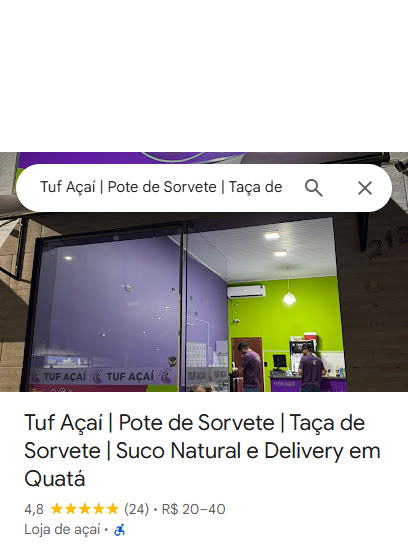 Tuf Açaí | Pote de Sorvete | Taça de
213
TUF AÇAÍ TUF AÇAÍ
Tuf Açaí | Pote de Sorvete | Taça de
Sorvete | Suco Natural e Delivery em
Quatá
4,8 (24) • R$ 20–40
Loja de açaí •